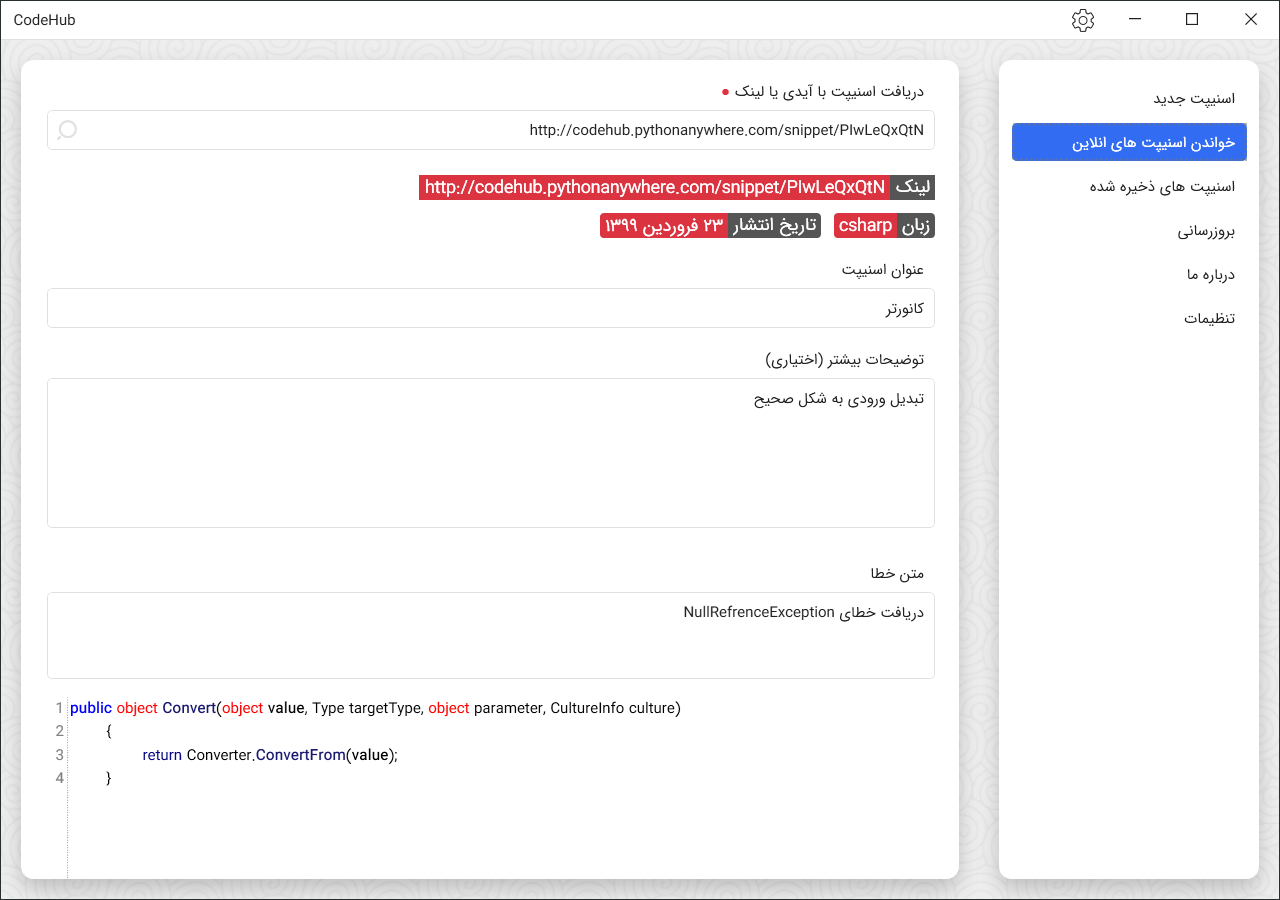 CodeHub
اسنیپت جدید
خواندن اسنیپت های انلاین
اسنیپت های ذخیره شده
بروزرسانی
درباره ما
تنظیمات
دریافت اسنیپت با آیدی یا لینک ●
http://codehub.pythonanywhere.com/snippet/PIwLeQxQtN
لینک http://codehub.pythonanywhere.com/snippet/PIwLeQxQtN
زبان csharp تاریخ انتشار ۲۳ فروردین ۱۳۹۹
عنوان اسنیپت
کانورتر
توضیحات بیشتر (اختیاری)
تبدیل ورودی به شکل صحیح
متن خطا
دریافت خطای NullRefrenceException
1 public object Convert(object value, Type targetType, object parameter, CultureInfo culture)
2 {
3 return Converter.ConvertFrom(value);
4 }